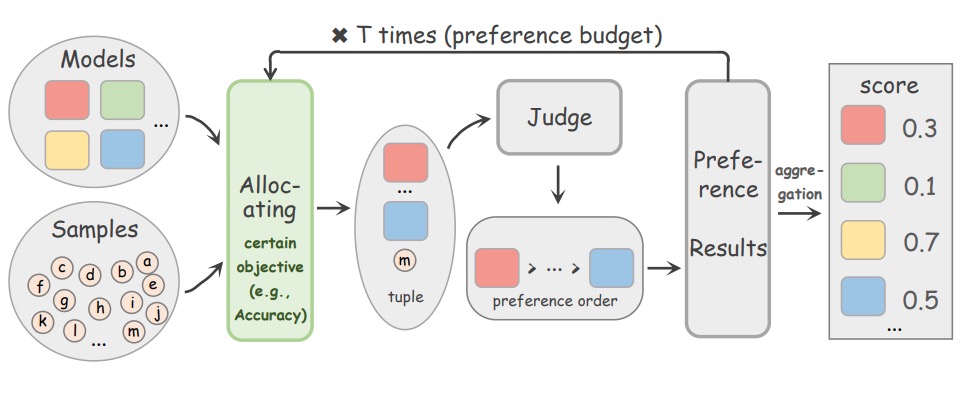 ✖ T times (preference budget)
Models
...
Samples
a
b
c
d
e
f
g
h
i
j
k
l
m
...
Alloc-
ating
certain
objective
(e.g.,
Accuracy)
...
m
tuple
Judge
> ... >
preference order
Prefe-
rence
Results
aggre-
gation
score
0.3
0.1
0.7
0.5
...